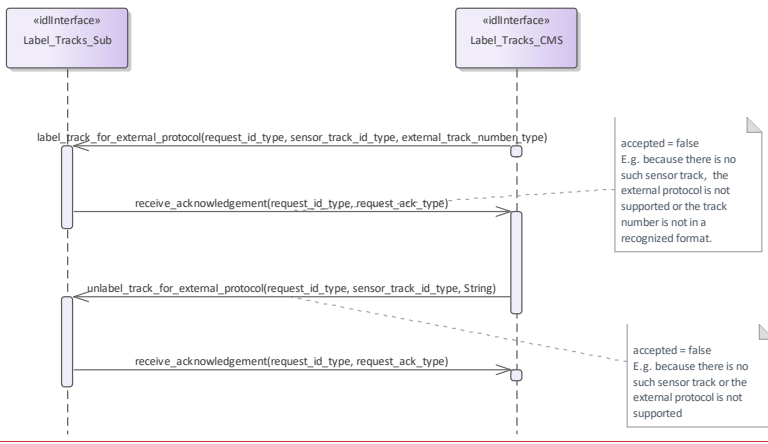 «idlInterface»
Label_Tracks_Sub
«idlInterface»
Label_Tracks_CMS
label_track_for_external_protocol(request_id_type, sensor_track_id_type, external_track_number_type)
accepted = false
E.g. because there is no
such sensor track, the
external protocol is not
supported or the track
number is not in a
recognized format.
receive_acknowledgement(request_id_type, request_ack_type)
unlabel_track_for_external_protocol(request_id_type, sensor_track_id_type, String)
accepted = false
E.g. because there is no
such sensor track or the
external protocol is not
supported
receive_acknowledgement(request_id_type, request_ack_type)